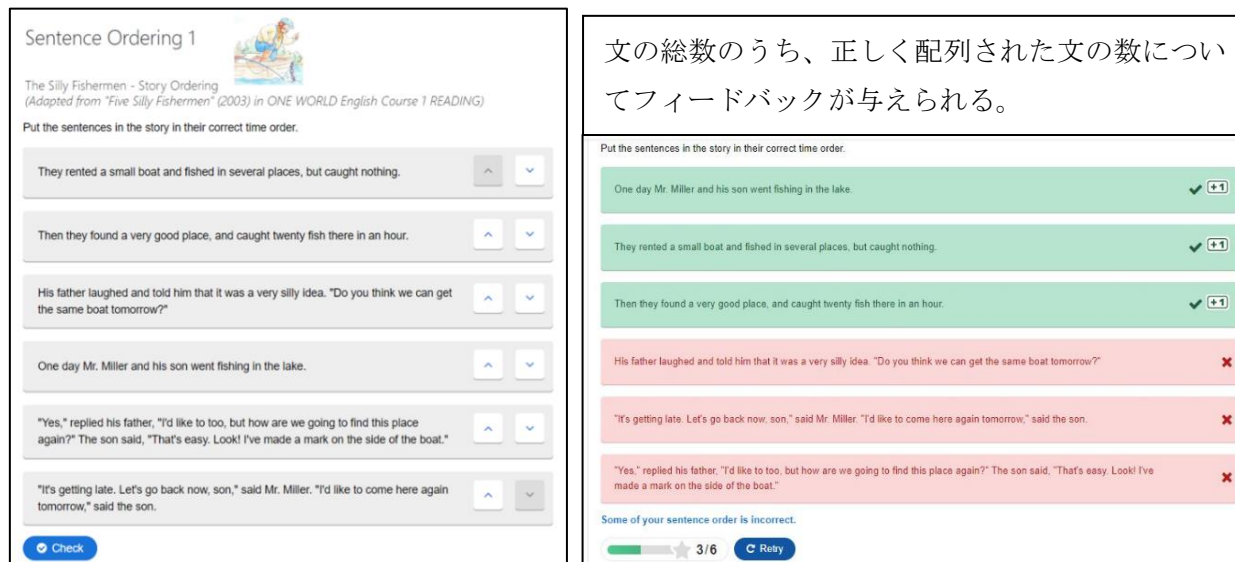 Sentence Ordering 1
The Silly Fishermen - Story Ordering
(Adapted from "Five Silly Fishermen" (2003) in ONE WORLD English Course 1 READING)
Put the sentences in the story in their correct time order.
They rented a small boat and fished in several places, but caught nothing.
Then they found a very good place, and caught twenty fish there in an hour.
His father laughed and told him that it was a very silly idea. "Do you think we can get
the same boat tomorrow?"
One day Mr. Miller and his son went fishing in the lake.
"Yes," replied his father, "I'd like to too, but how are we going to find this place
again?" The son said, "That's easy. Look! I've made a mark on the side of the boat."
"It's getting late. Let's go back now, son," said Mr. Miller. "I'd like to come here again
tomorrow," said the son.
Check
文の総数のうち、正しく配列された文の数につい
てフィードバックが与えられる。
Put the sentences in the story in their correct time order.
One day Mr. Miller and his son went fishing in the lake.
+1
They rented a small boat and fished in several places, but caught nothing.
+1
Then they found a very good place, and caught twenty fish there in an hour.
+1
His father laughed and told him that it was a very silly idea. "Do you think we can get the same boat tomorrow?"
"It's getting late. Let's go back now, son," said Mr. Miller. "I'd like to come here again tomorrow," said the son.
"Yes," replied his father, "I'd like to too, but how are we going to find this place again?" The son said, "That's easy. Look! I've
made a mark on the side of the boat."
Some of your sentence order is incorrect.
3/6
Retry